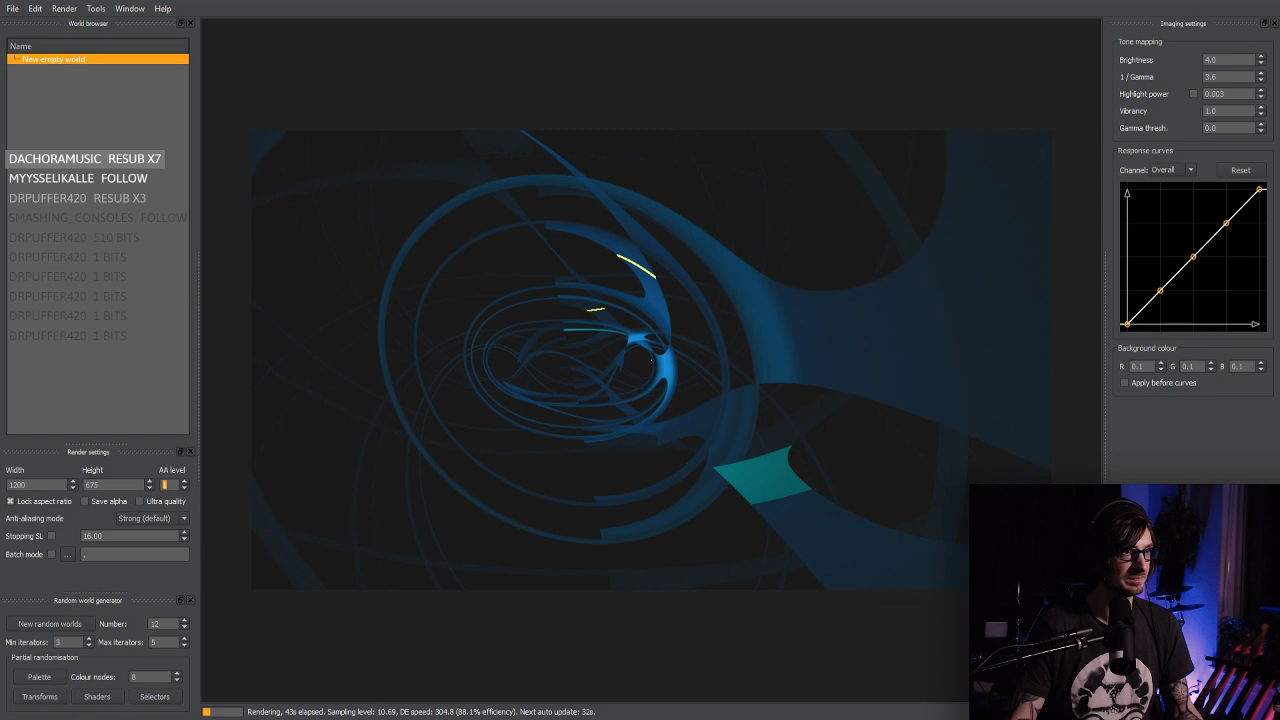 File Edit Render Tools Window Help
World browser
Name
New empty world
DACHORAMUSIC RESUB X7
MYYSSELIKALLE FOLLOW
DRPUFFER420 RESUB X3
SMASHING_CONSOLES FOLLOW
DRPUFFER420 510 BITS
DRPUFFER420 1 BITS
DRPUFFER420 1 BITS
DRPUFFER420 1 BITS
DRPUFFER420 1 BITS
DRPUFFER420 1 BITS
Render settings
Width Height AA level
1200 675
Lock aspect ratio Save alpha Ultra quality
Anti-aliasing mode Strong (default)
Stopping SL 16.00
Batch mode ... .
Random world generator
New random worlds Number: 12
Min iterators: 3 Max iterators: 5
Partial randomisation
Palette Colour nodes: 8
Transforms Shaders Selectors
Rendering, 43s elapsed. Sampling level: 10.69, DE speed: 304.8 (88.1% efficiency). Next auto update: 32s.
Imaging settings
Tone mapping
Brightness 4.0
1 / Gamma 3.6
Highlight power 0.003
Vibrancy 1.0
Gamma thresh. 0.0
Response curves
Channel: Overall Reset
Background colour
R 0.1 G 0.1 B 0.1
Apply before curves